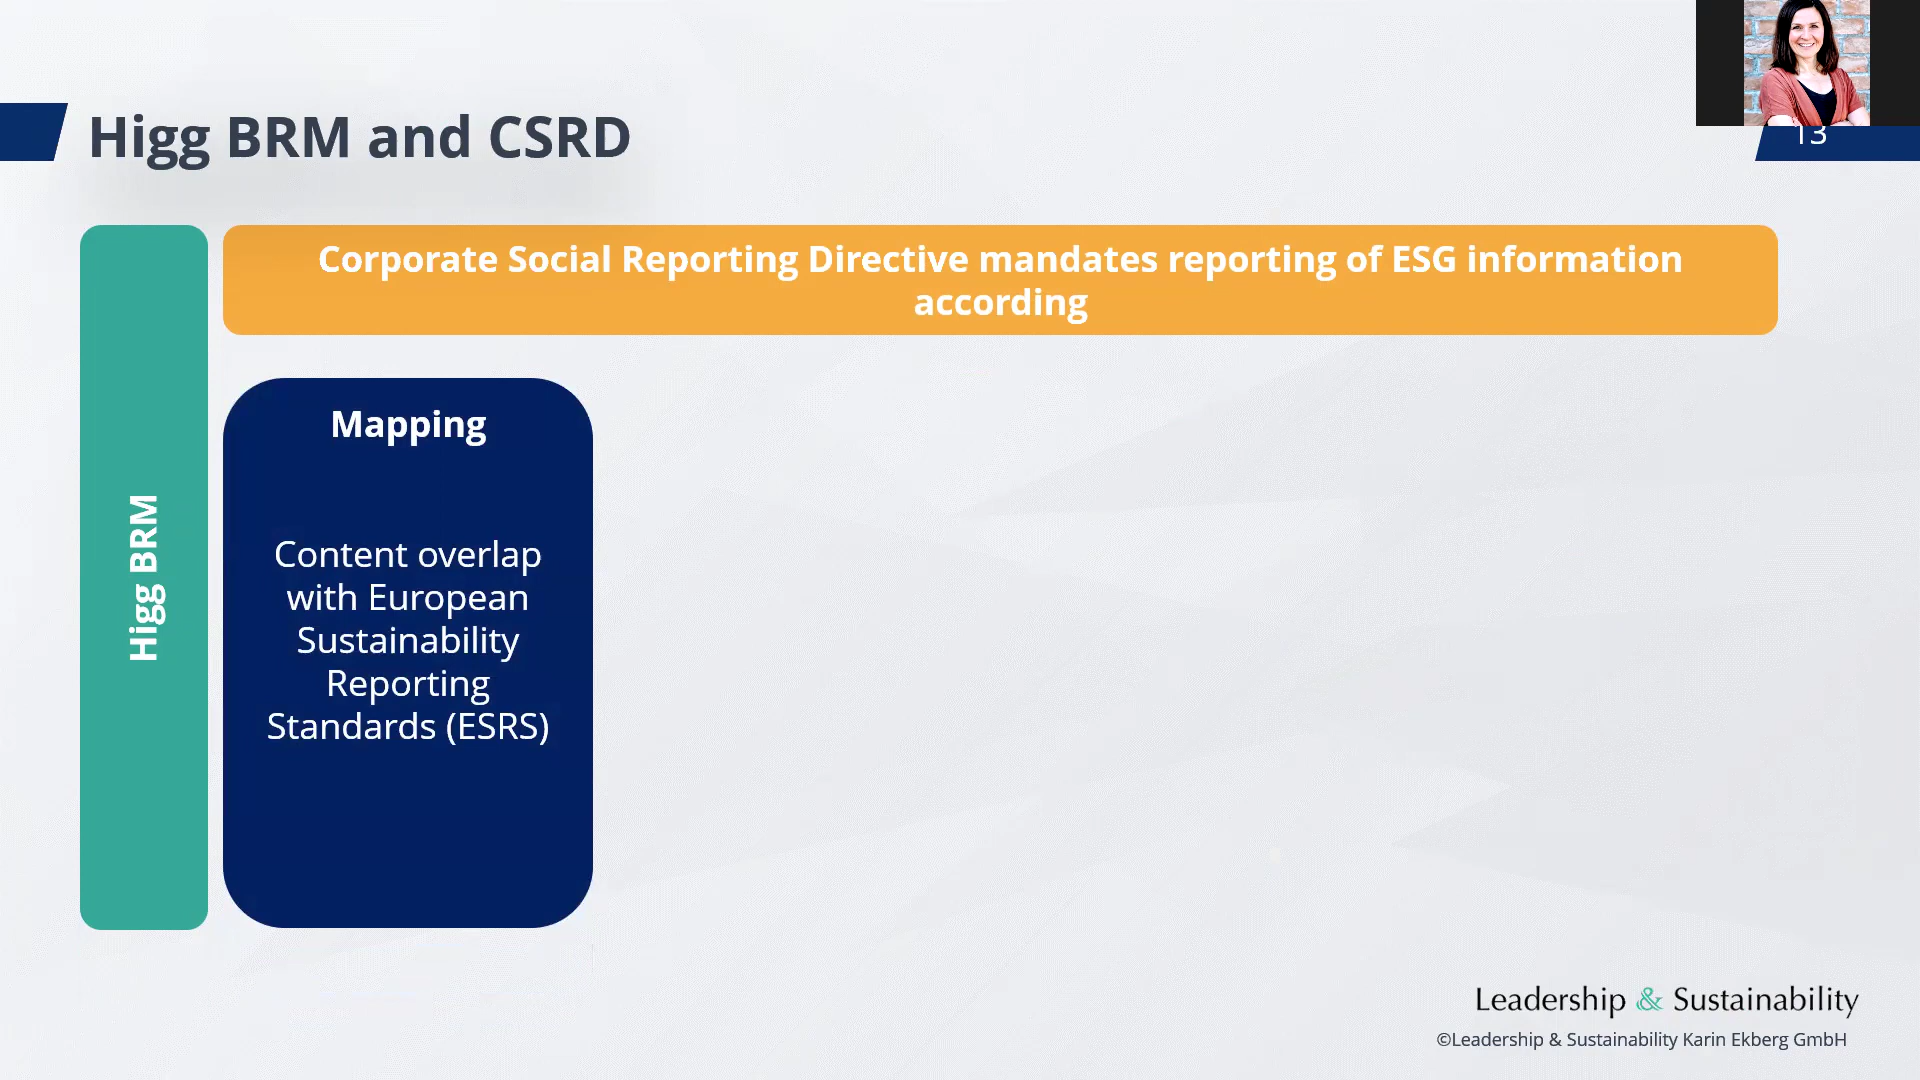 Higg BRM and CSRD
13
Corporate Social Reporting Directive mandates reporting of ESG information
according
Higg BRM
Mapping
Content overlap
with European
Sustainability
Reporting
Standards (ESRS)
Leadership & Sustainability
©Leadership & Sustainability Karin Ekberg GmbH